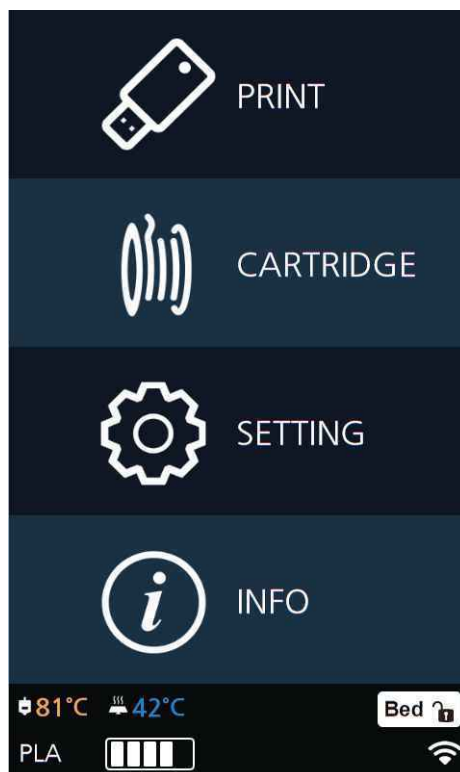 PRINT
CARTRIDGE
SETTING
INFO
81°C 42°C Bed
PLA